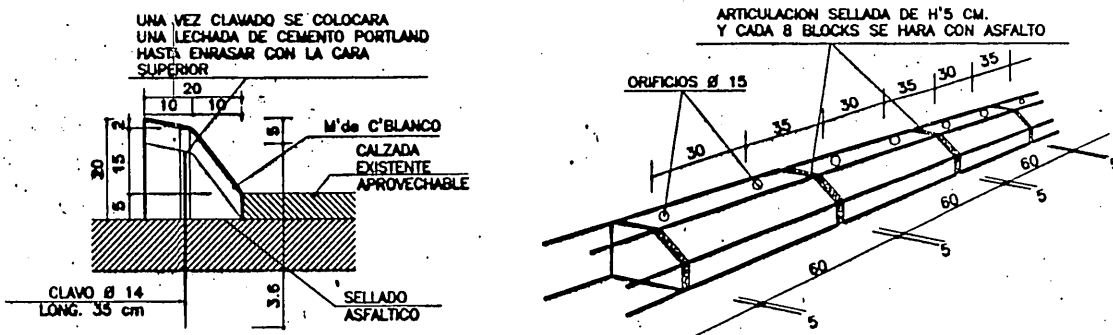 UNA VEZ CLAVADO SE COLOCARA
UNA LECHADA DE CEMENTO PORTLAND
HASTA ENRASAR CON LA CARA
SUPERIOR
20
10 10
2
20
15
5
5
M'de C'BLANCO
CALZADA
EXISTENTE
APROVECHABLE
CLAVO Ø 14
LONG. 35 cm
3.6
SELLADO
ASFALTICO
ARTICULACION SELLADA DE H'5 CM.
Y CADA 8 BLOCKS SE HARA CON ASFALTO
ORIFICIOS Ø 15
30
35
30
35
30
35
60
5
60
5
60
5
5